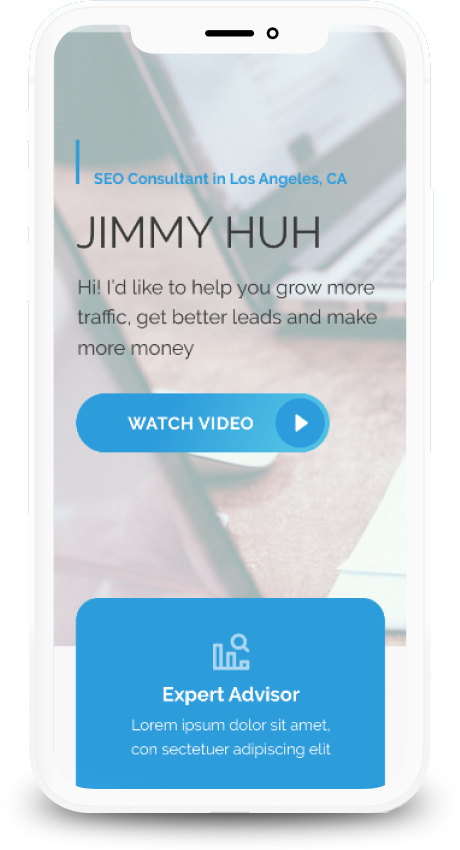 SEO Consultant in Los Angeles, CA
JIMMY HUH
Hi! I'd like to help you grow more
traffic, get better leads and make
more money
WATCH VIDEO
Expert Advisor
Lorem ipsum dolor sit amet,
con sectetuer adipiscing elit